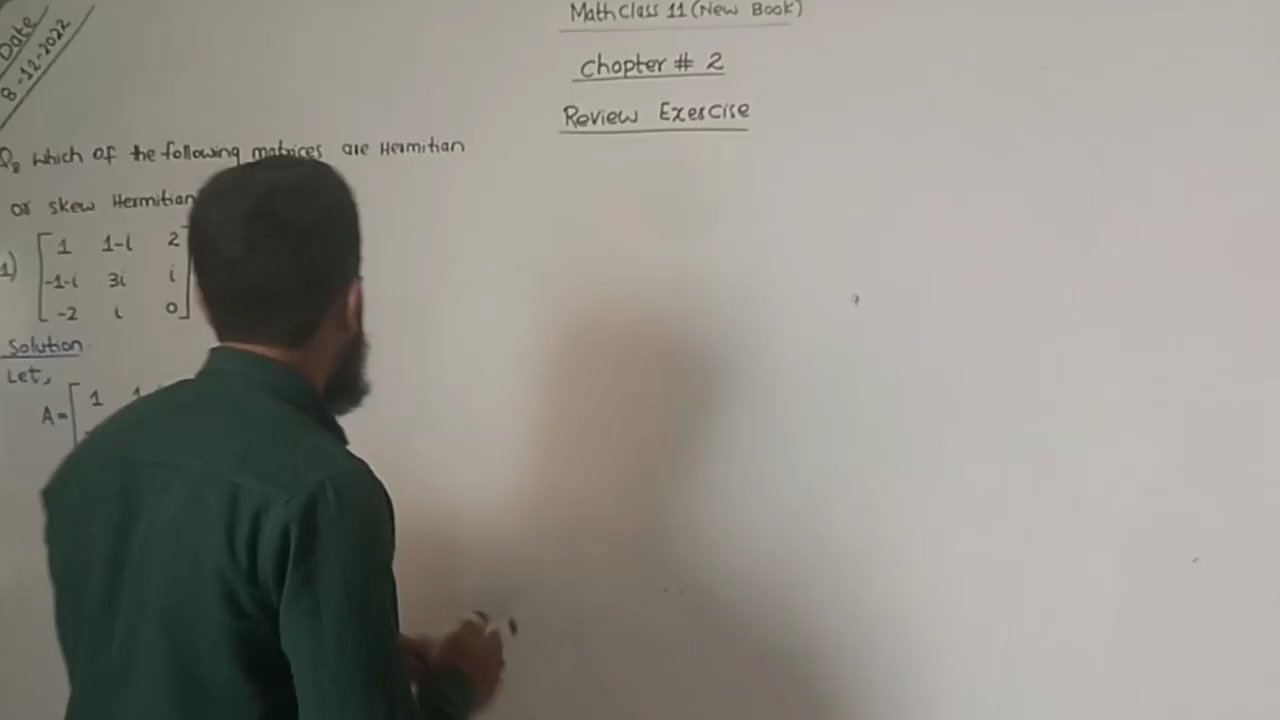 Date
8-12-2022
Math Class 11 (New Book)
Chapter # 2
Review Exercise
Q8 Which of the following matrices are Hermitian
or skew Hermitian
1) [ 1 1-i 2 ]
-1-i 3i i
-2 i 0
Solution
Let,
A = [ 1